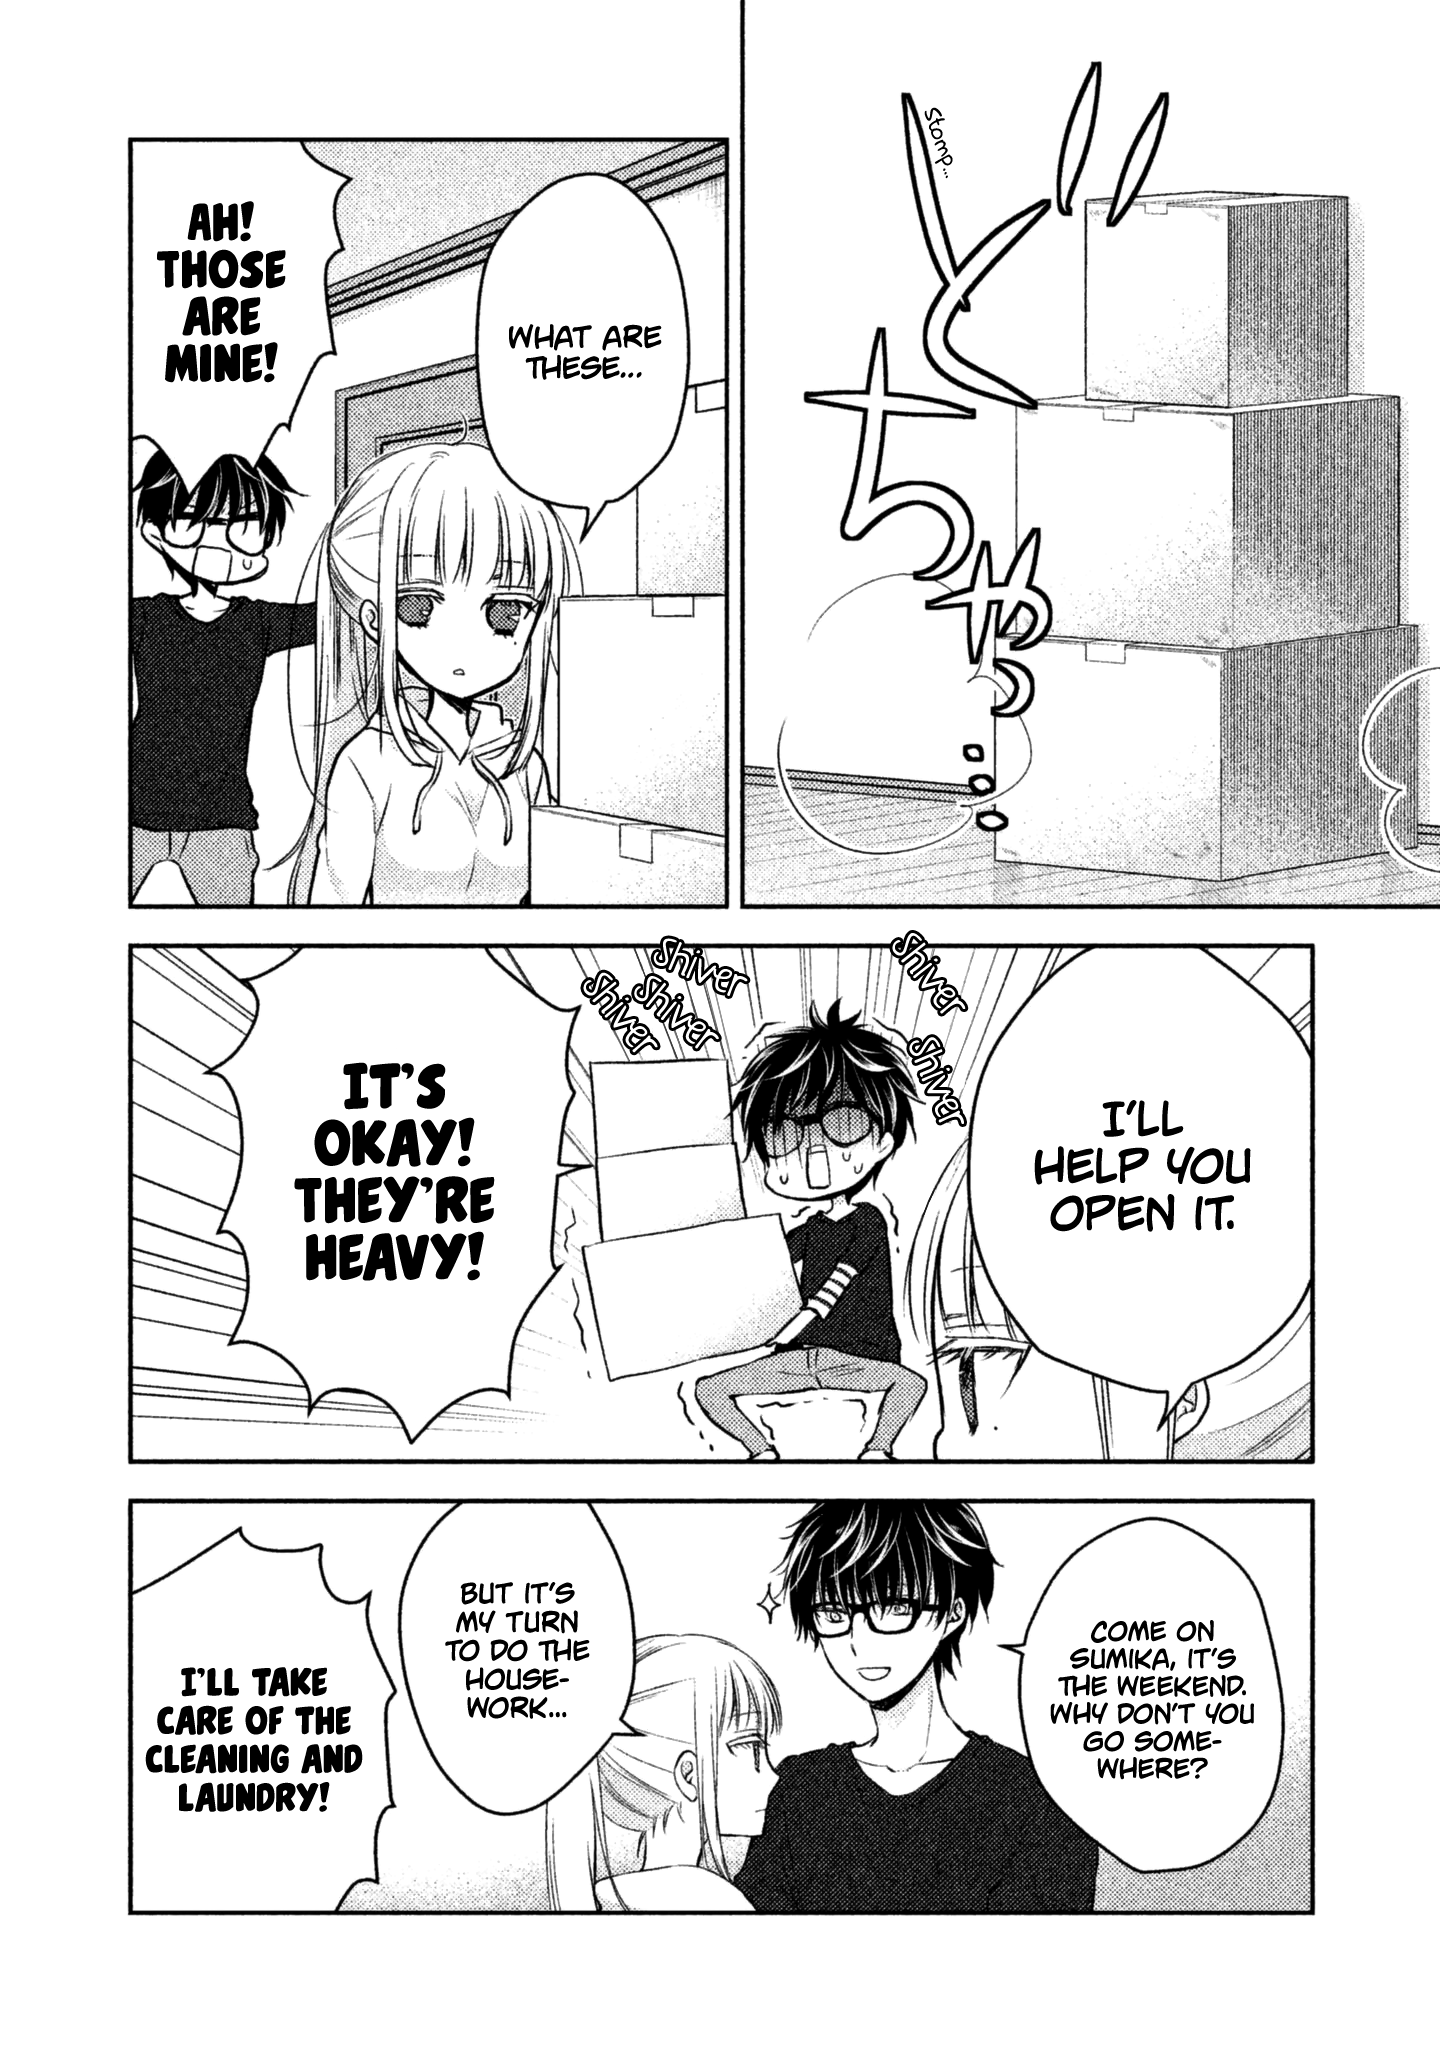 Stomp...
どっちゃ…
WHAT ARE
THESE...
AH!
THOSE
ARE
MINE!
I'LL
HELP YOU
OPEN IT.
Shiver
Shiver
Shiver
Shiver
Shiver
IT'S
OKAY!
THEY'RE
HEAVY!
COME ON
SUMIKA, IT'S
THE WEEKEND.
WHY DON'T YOU
GO SOME-
WHERE?
BUT IT'S
MY TURN
TO DO THE
HOUSE-
WORK...
I'LL TAKE
CARE OF THE
CLEANING AND
LAUNDRY!